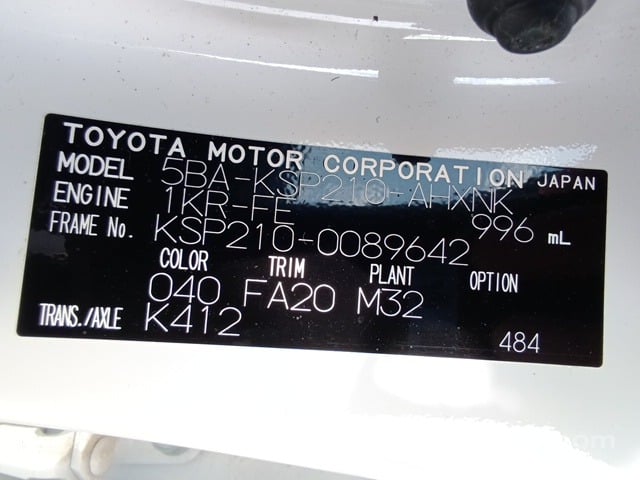 TOYOTA MOTOR CORPORATION JAPAN
MODEL 5BA-KSP210-AHXNK
ENGINE 1KR-FE 996 mL
FRAME No. KSP210-0089642
COLOR TRIM PLANT OPTION
040 FA20 M32
TRANS./AXLE K412
484